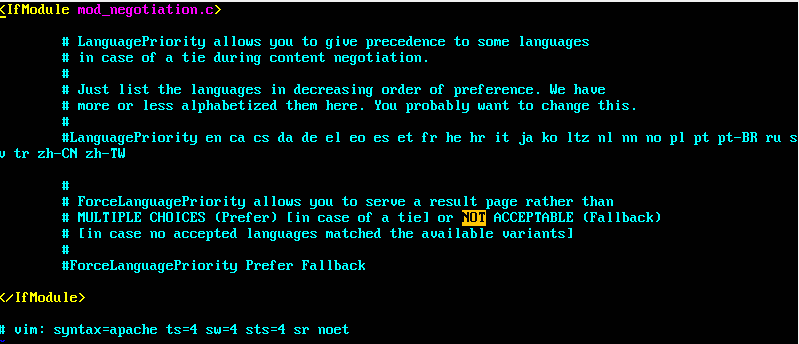 <IfModule mod_negotiation.c>
# LanguagePriority allows you to give precedence to some languages
# in case of a tie during content negotiation.
#
# Just list the languages in decreasing order of preference. We have
# more or less alphabetized them here. You probably want to change this.
#
#LanguagePriority en ca cs da de el eo es et fr he hr it ja ko ltz nl nn no pl pt pt-BR ru s
v tr zh-CN zh-TW
#
# ForceLanguagePriority allows you to serve a result page rather than
# MULTIPLE CHOICES (Prefer) [in case of a tie] or NOT ACCEPTABLE (Fallback)
# [in case no accepted languages matched the available variants]
#
#ForceLanguagePriority Prefer Fallback
</IfModule>
# vim: syntax=apache ts=4 sw=4 sts=4 sr noet